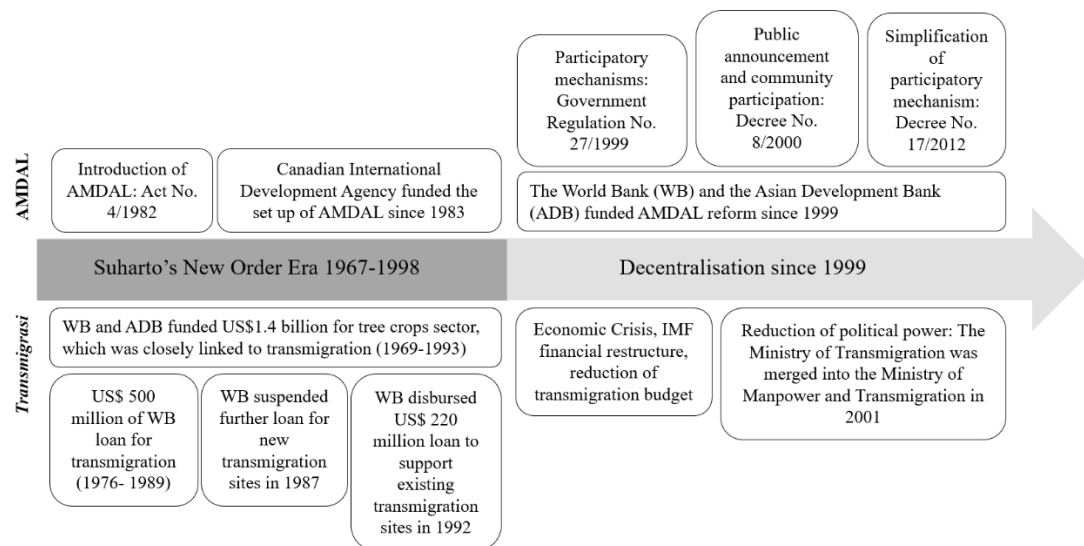 AMDAL
Introduction of
AMDAL: Act No.
4/1982
Canadian International
Development Agency funded the
set up of AMDAL since 1983
Participatory
mechanisms:
Government
Regulation No.
27/1999
Public
announcement
and community
participation:
Decree No.
8/2000
Simplification
of
participatory
mechanism:
Decree No.
17/2012
The World Bank (WB) and the Asian Development Bank
(ADB) funded AMDAL reform since 1999
Suharto's New Order Era 1967-1998
Decentralisation since 1999
Transmigrasi
WB and ADB funded US$1.4 billion for tree crops sector,
which was closely linked to transmigration (1969-1993)
US$ 500
million of WB
loan for
transmigration
(1976- 1989)
WB suspended
further loan for
new
transmigration
sites in 1987
WB disbursed
US$ 220
million loan to
support
existing
transmigration
sites in 1992
Economic Crisis, IMF
financial restructure,
reduction of
transmigration budget
Reduction of political power: The
Ministry of Transmigration was
merged into the Ministry of
Manpower and Transmigration in
2001